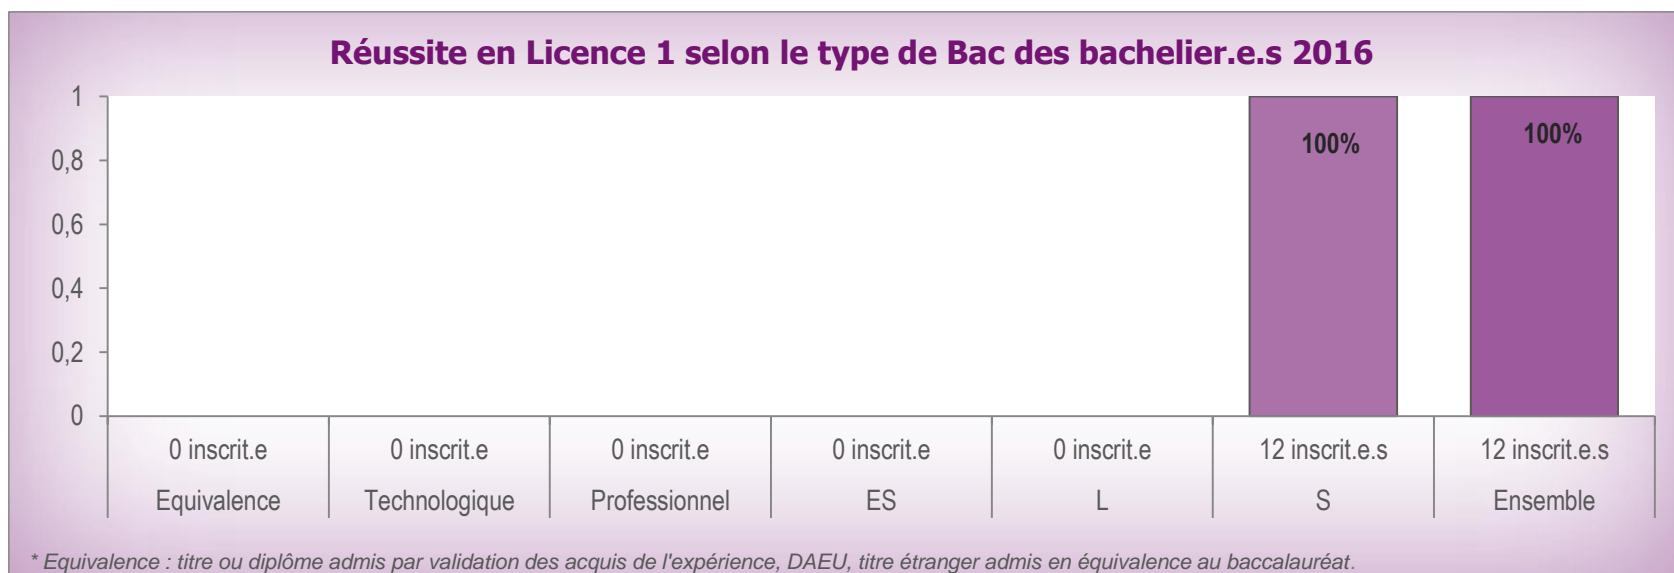 Réussite en Licence 1 selon le type de Bac des bachelier.e.s 2016
1
0,8
0,6
0,4
0,2
0
100%
100%
0 inscrit.e
0 inscrit.e
0 inscrit.e
0 inscrit.e
0 inscrit.e
12 inscrit.e.s
12 inscrit.e.s
Equivalence
Technologique
Professionnel
ES
L
S
Ensemble
* Equivalence : titre ou diplôme admis par validation des acquis de l'expérience, DAEU, titre étranger admis en équivalence au baccalauréat.